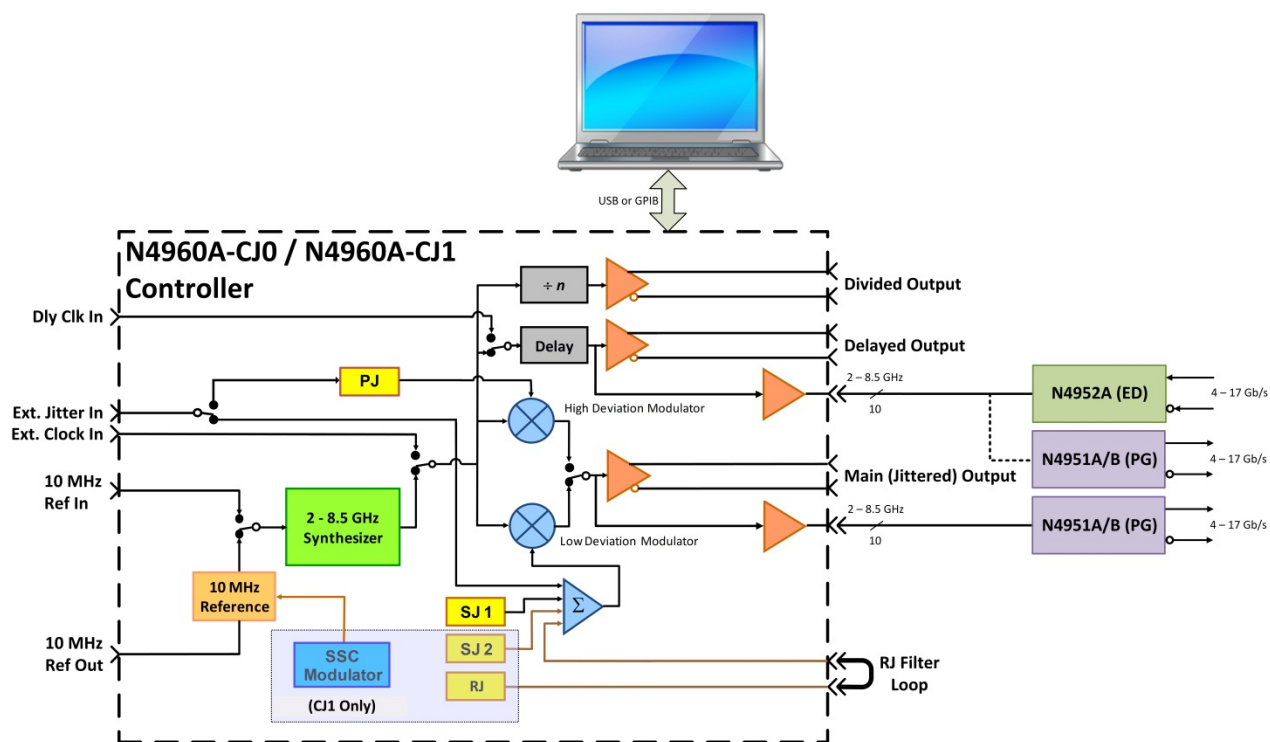 USB or GPIB
N4960A-CJ0 / N4960A-CJ1
Controller
÷ n
Divided Output
Dly Clk In
Delay
Delayed Output
PJ
2 – 8.5 GHz
10
N4952A (ED)
4 – 17 Gb/s
Ext. Jitter In
High Deviation Modulator
Ext. Clock In
N4951A/B (PG)
4 – 17 Gb/s
10 MHz
Ref In
Main (Jittered) Output
2 - 8.5 GHz
Synthesizer
2 – 8.5 GHz
10
N4951A/B (PG)
4 – 17 Gb/s
Low Deviation Modulator
10 MHz
Reference
SJ 1
Σ
10 MHz
Ref Out
SSC
Modulator
SJ 2
RJ
(CJ1 Only)
RJ Filter
Loop